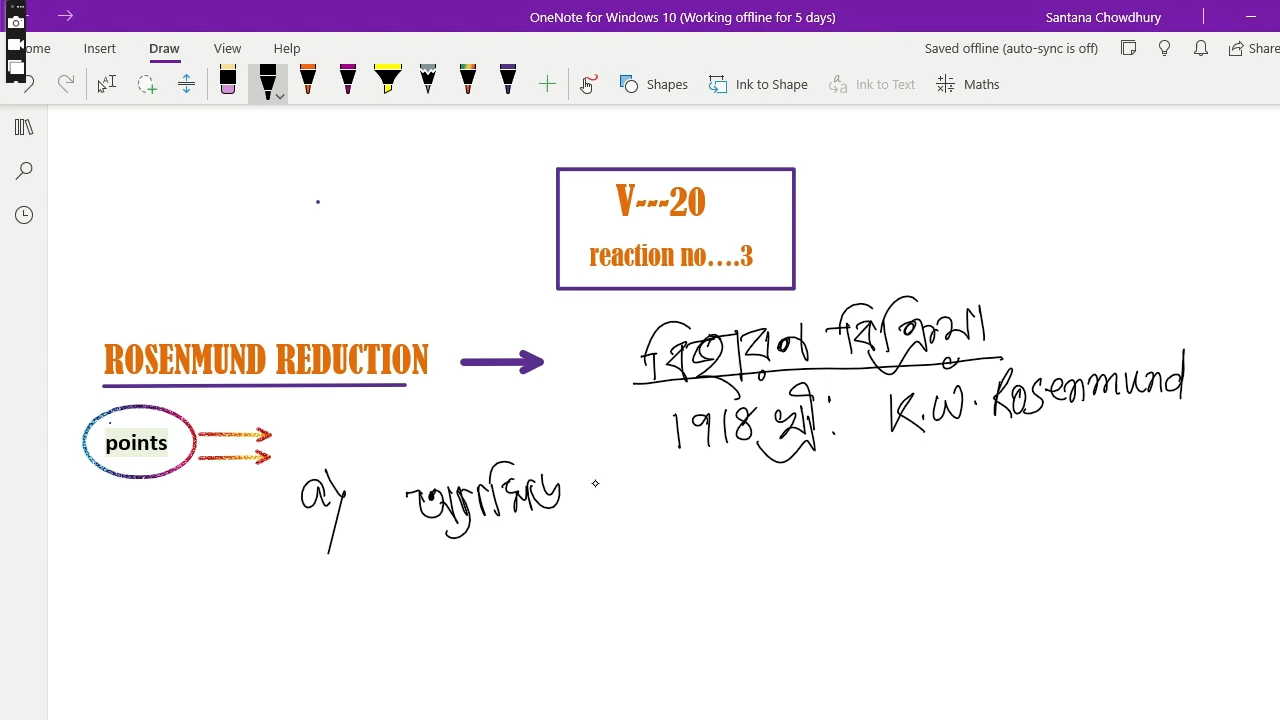 OneNote for Windows 10 (Working offline for 5 days)
Santana Chowdhury
ome Insert Draw View Help
Saved offline (auto-sync is off) Share
Shapes Ink to Shape Ink to Text Maths
V---20
reaction no....3
বিজারন বিক্রিয়া
ROSENMUND REDUCTION
1918 খ্রী: K.W. Rosenmund
points
a) অ্যাসিড